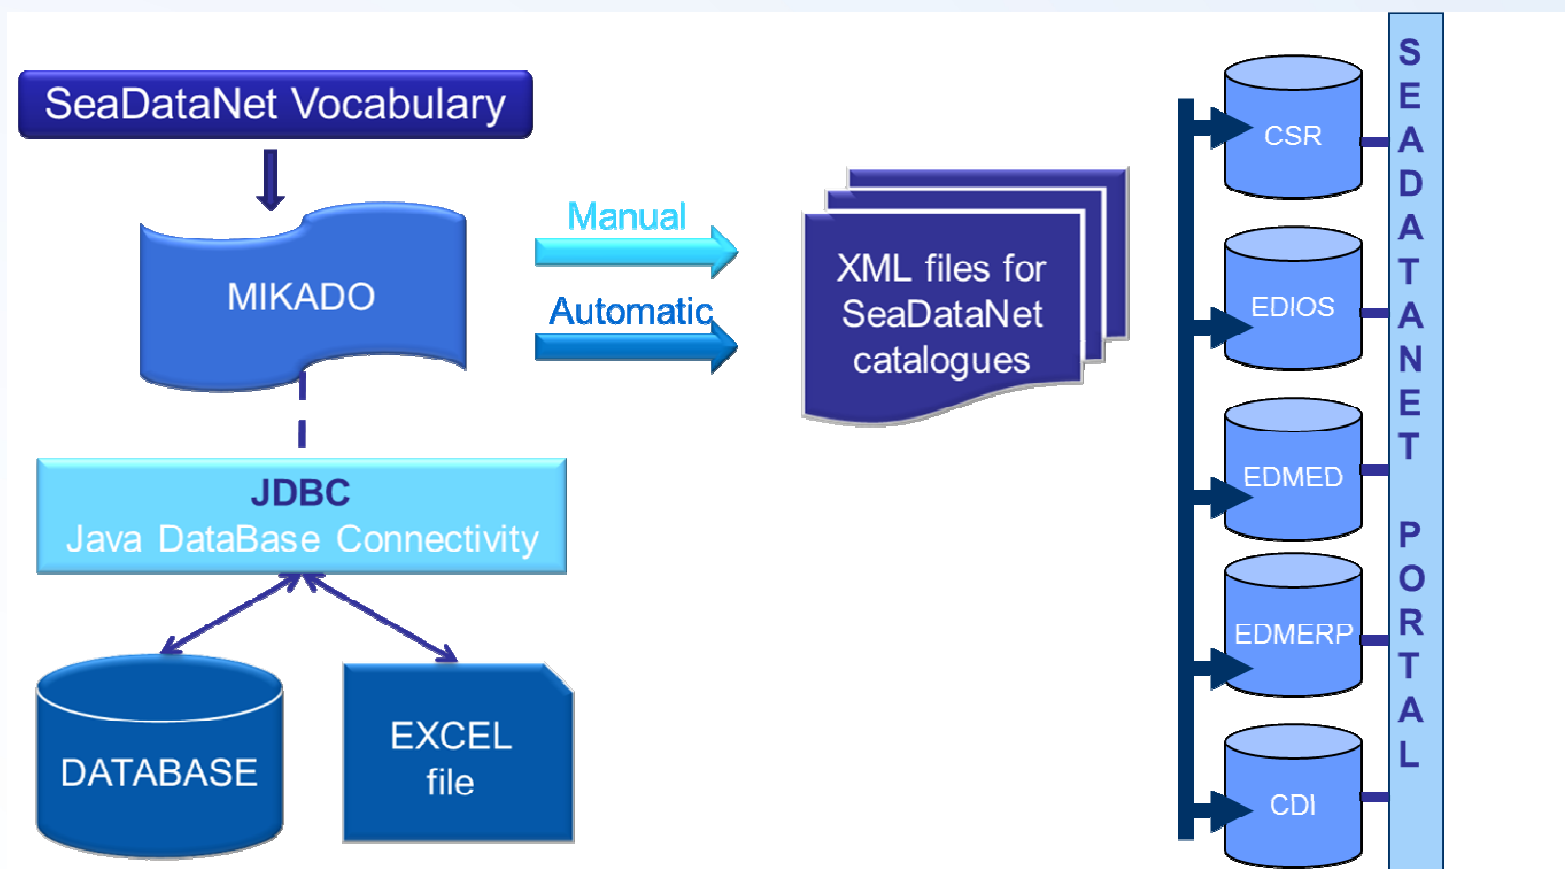 SeaDataNet Vocabulary
MIKADO
Manual
Automatic
JDBC
Java DataBase Connectivity
DATABASE
EXCEL
file
XML files for
SeaDataNet
catalogues
CSR
EDIOS
EDMED
EDMERP
CDI
SEADATANET PORTAL